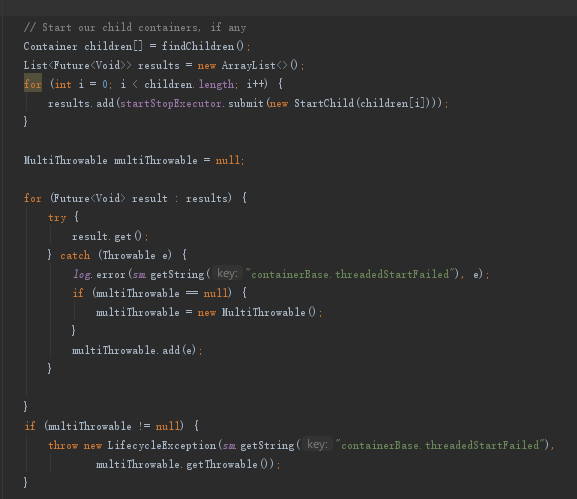 // Start our child containers, if any
Container children[] = findChildren();
List<Future<Void>> results = new ArrayList<>();
for (int i = 0; i < children.length; i++) {
    results.add(startStopExecutor.submit(new StartChild(children[i])));
}

MultiThrowable multiThrowable = null;

for (Future<Void> result : results) {
    try {
        result.get();
    } catch (Throwable e) {
        log.error(sm.getString( key: "containerBase.threadedStartFailed"), e);
        if (multiThrowable == null) {
            multiThrowable = new MultiThrowable();
        }
        multiThrowable.add(e);
    }

}
if (multiThrowable != null) {
    throw new LifecycleException(sm.getString( key: "containerBase.threadedStartFailed"),
            multiThrowable.getThrowable());
}